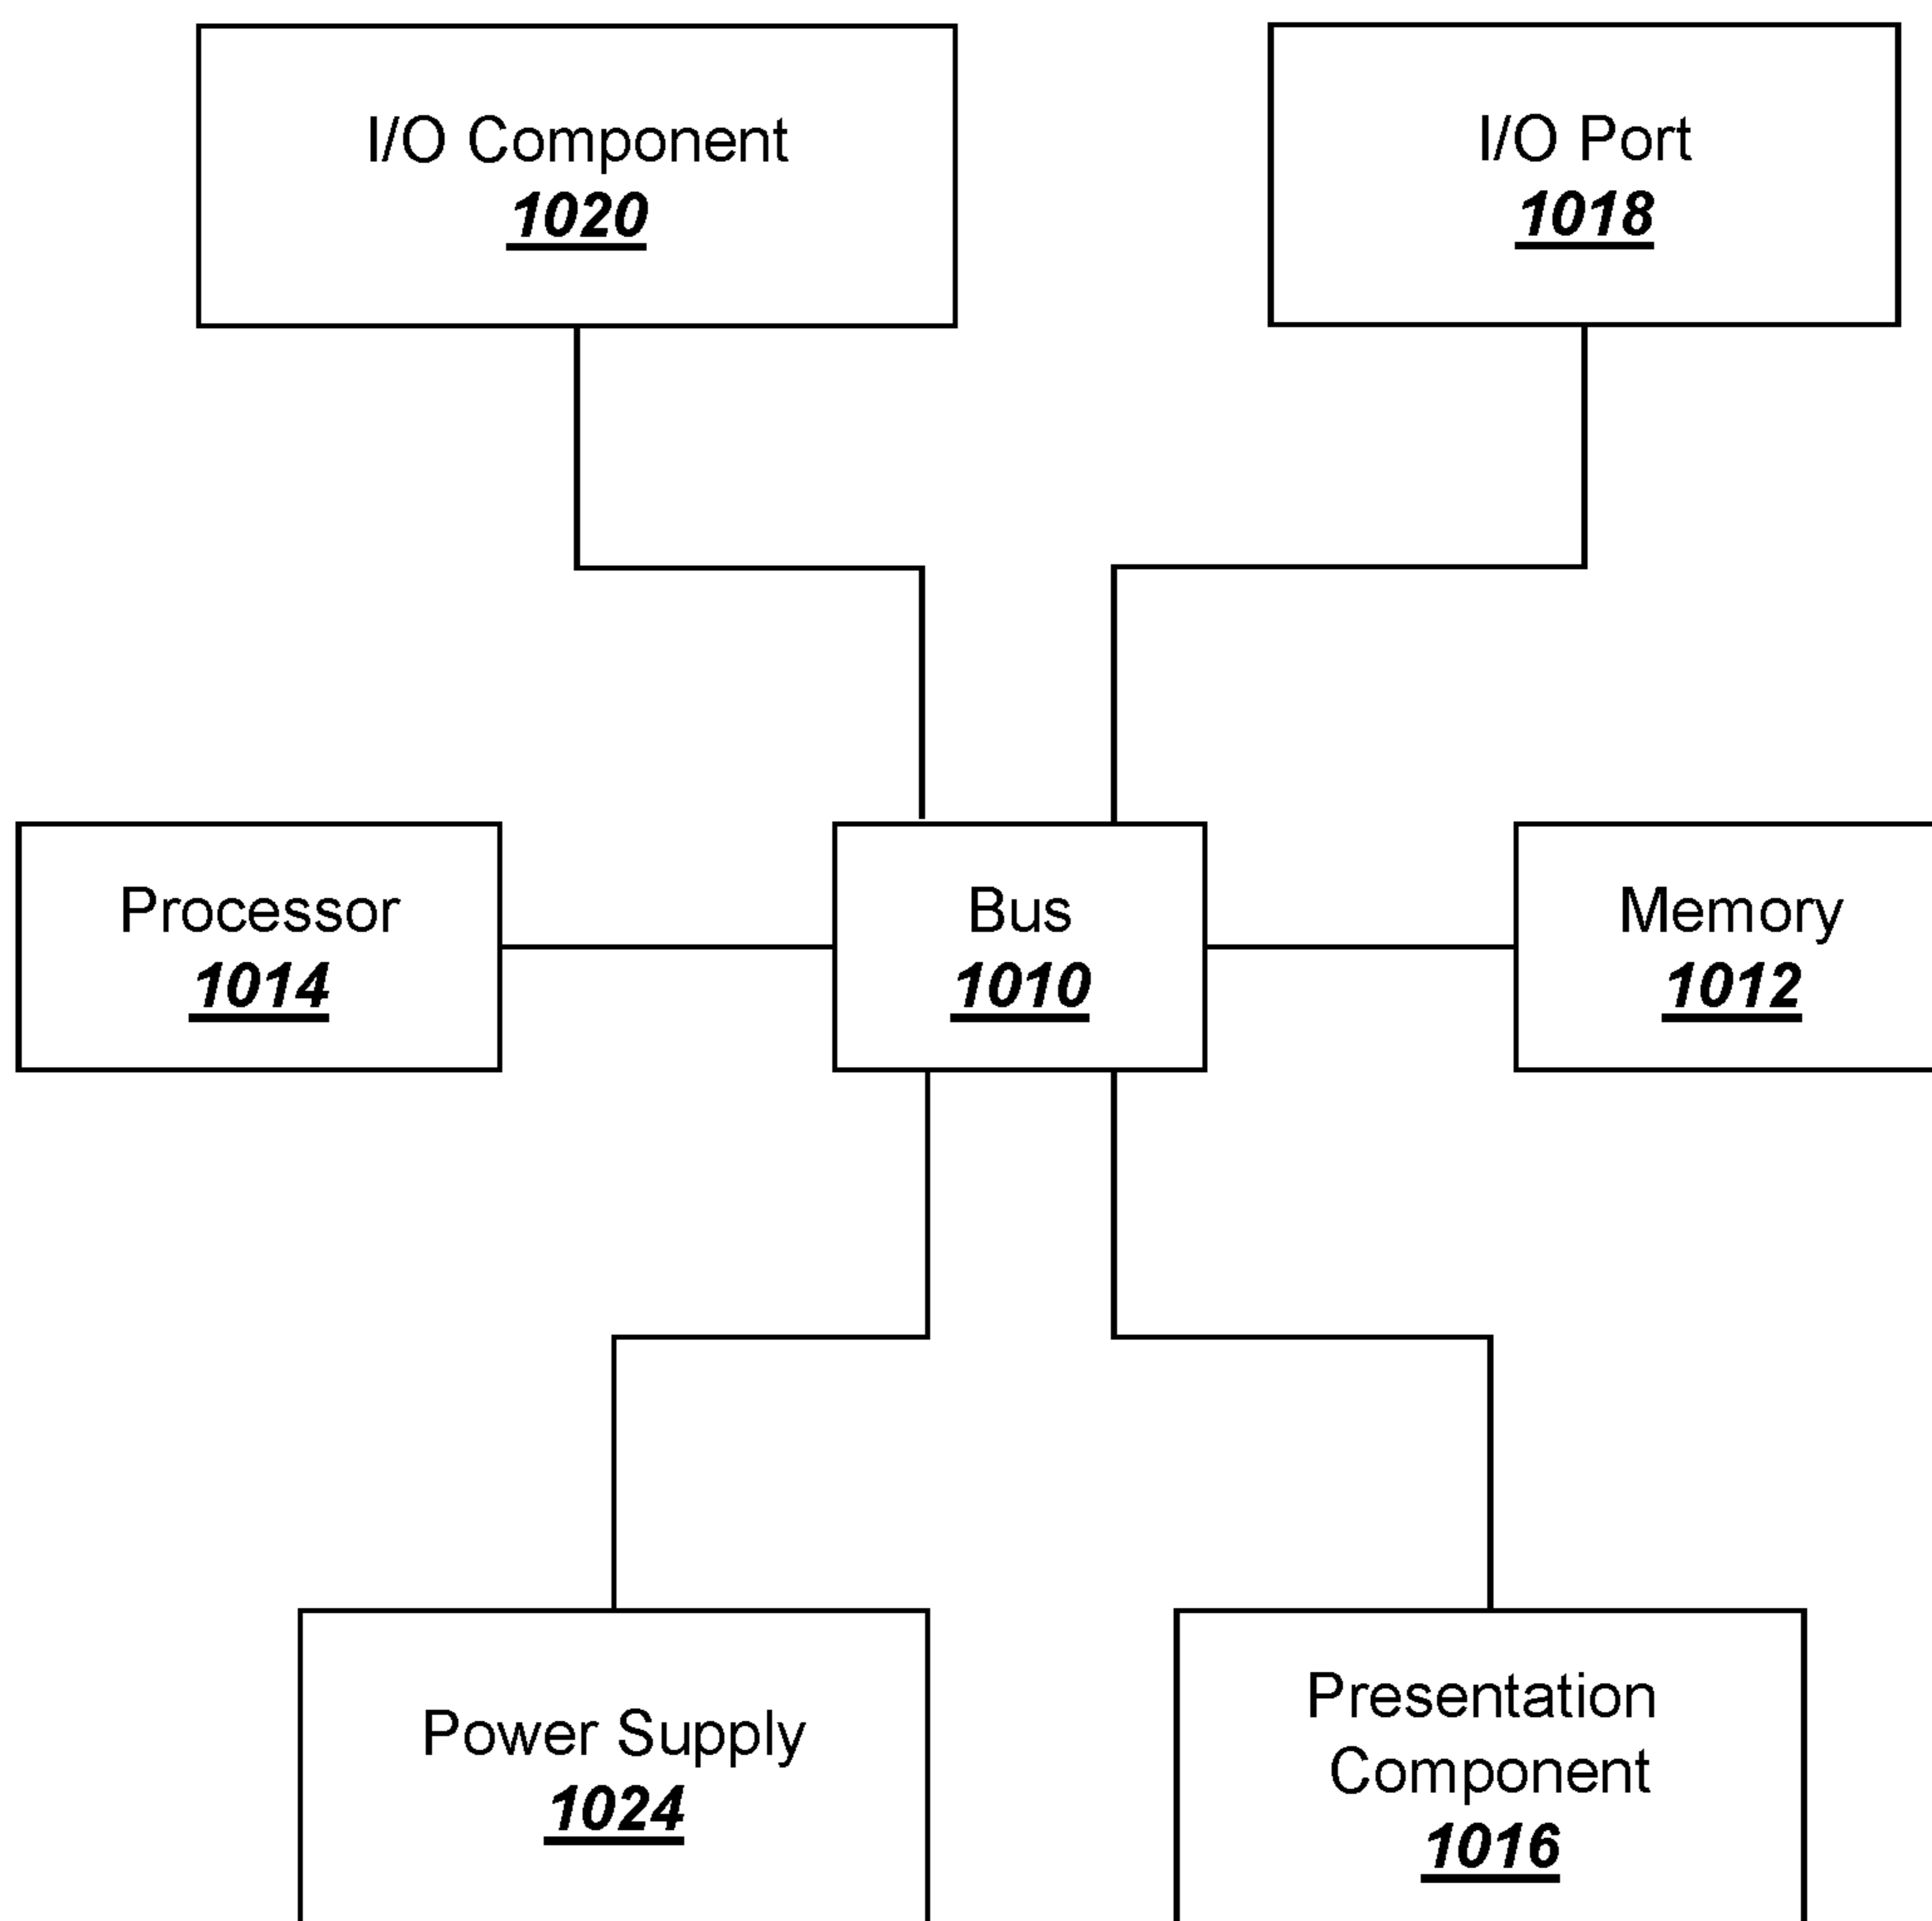 I/O Component
1020
I/O Port
1018
Processor
1014
Bus
1010
Memory
1012
Power Supply
1024
Presentation
Component
1016